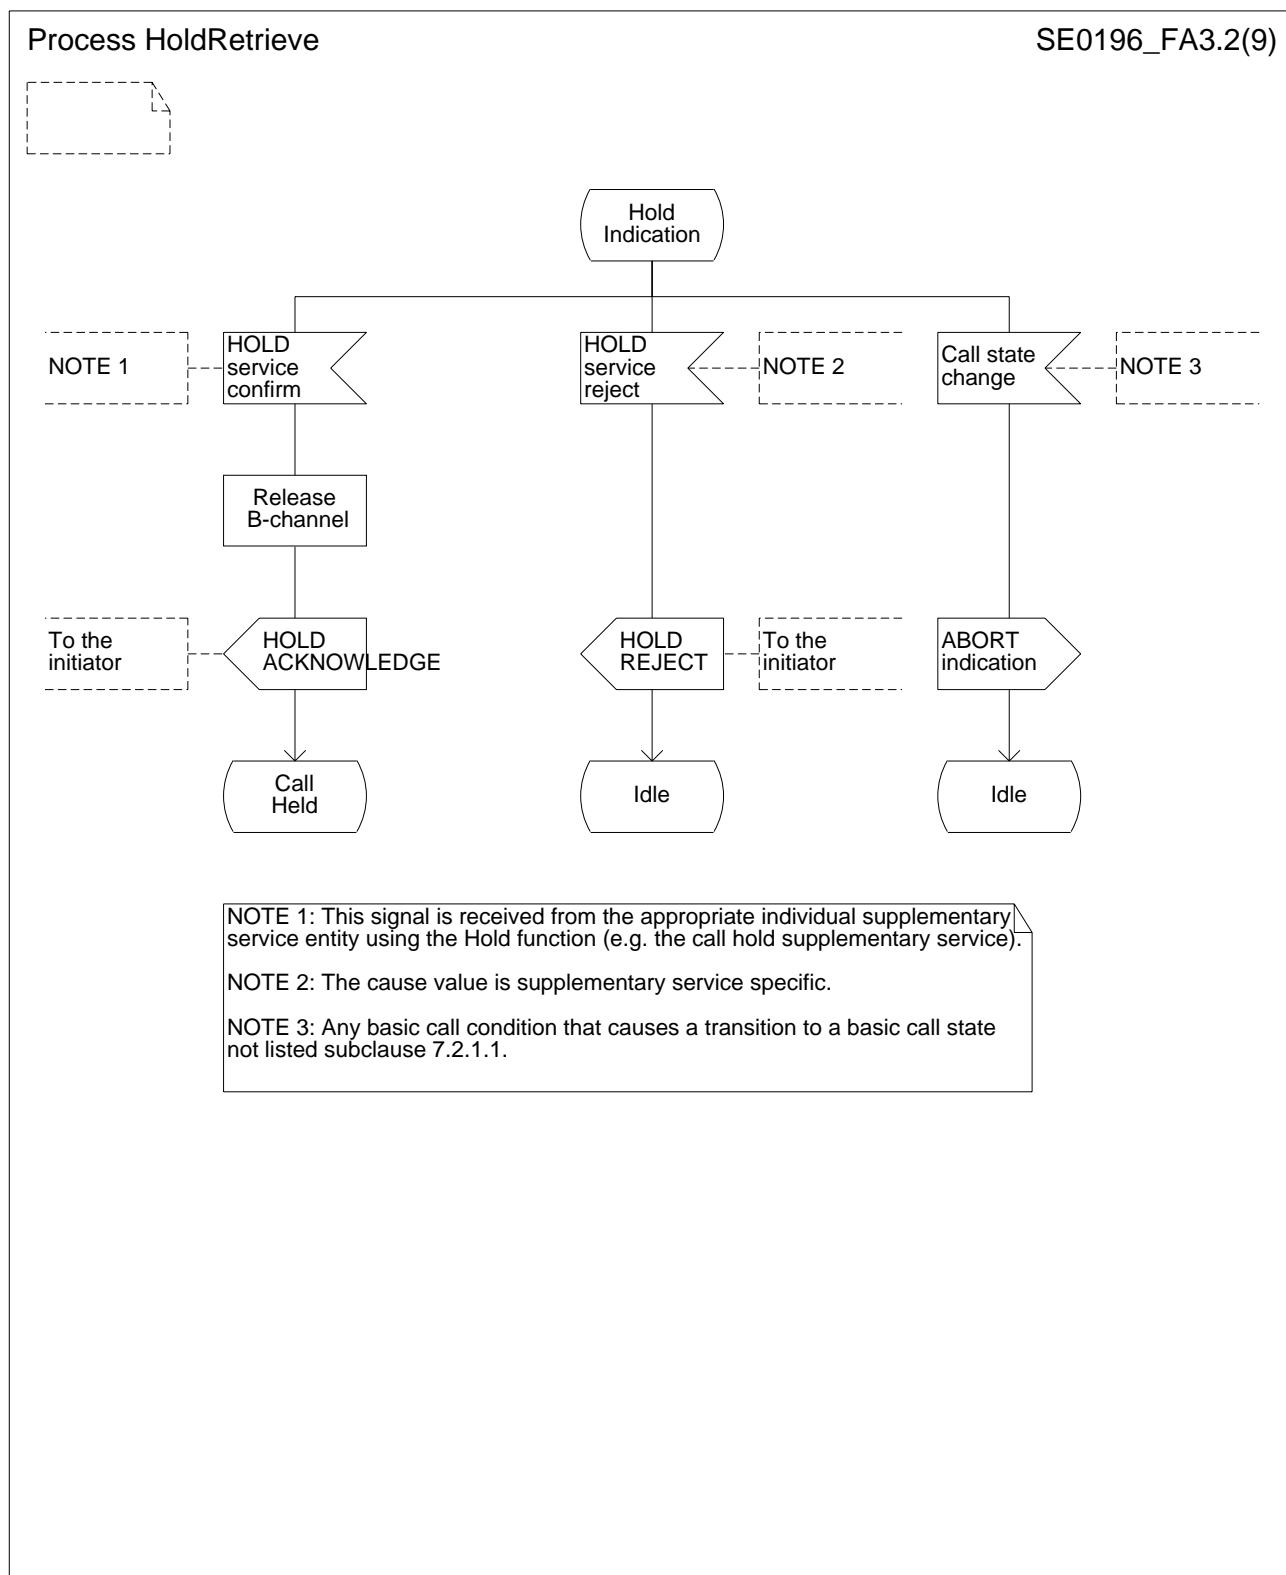 Process HoldRetrieve
SE0196_FA3.2(9)
Hold
Indication
NOTE 1
HOLD
service
confirm
HOLD
service
reject
NOTE 2
Call state
change
NOTE 3
Release
B-channel
To the
initiator
HOLD
ACKNOWLEDGE
HOLD
REJECT
To the
initiator
ABORT
indication
Call
Held
Idle
Idle
NOTE 1: This signal is received from the appropriate individual supplementary
service entity using the Hold function (e.g. the call hold supplementary service).
NOTE 2: The cause value is supplementary service specific.
NOTE 3: Any basic call condition that causes a transition to a basic call state
not listed subclause 7.2.1.1.